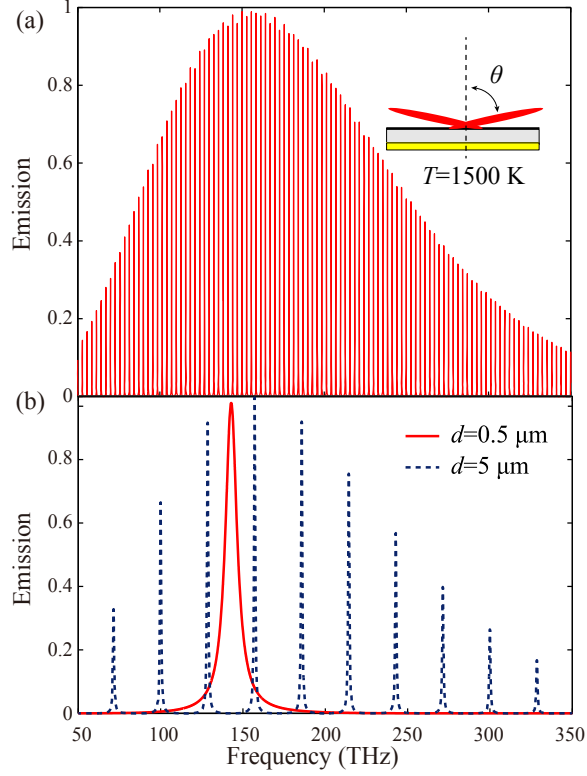 (a)
1
0.8
0.6
0.4
0.2
0
Emission
θ
T=1500 K
(b)
0.8
0.6
0.4
0.2
0
Emission
d=0.5 μm
d=5 μm
50 100 150 200 250 300 350
Frequency (THz)